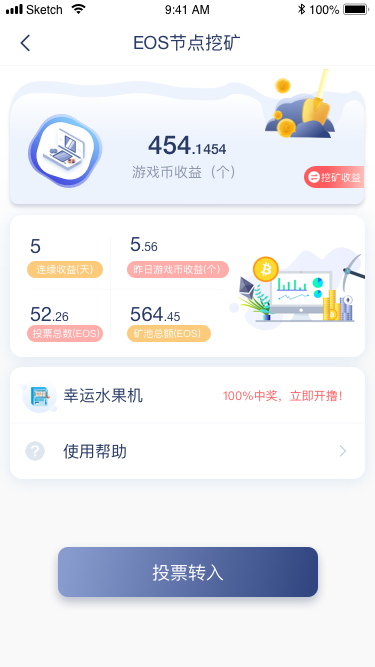 Sketch 9:41 AM 100%
EOS节点挖矿
454.1454
游戏币收益（个）
挖矿收益
5 5.56
连续收益(天) 昨日游戏币收益(个)
52.26 564.45
投票总数(EOS) 矿池总额(EOS)
幸运水果机 100%中奖，立即开撸！
? 使用帮助
投票转入